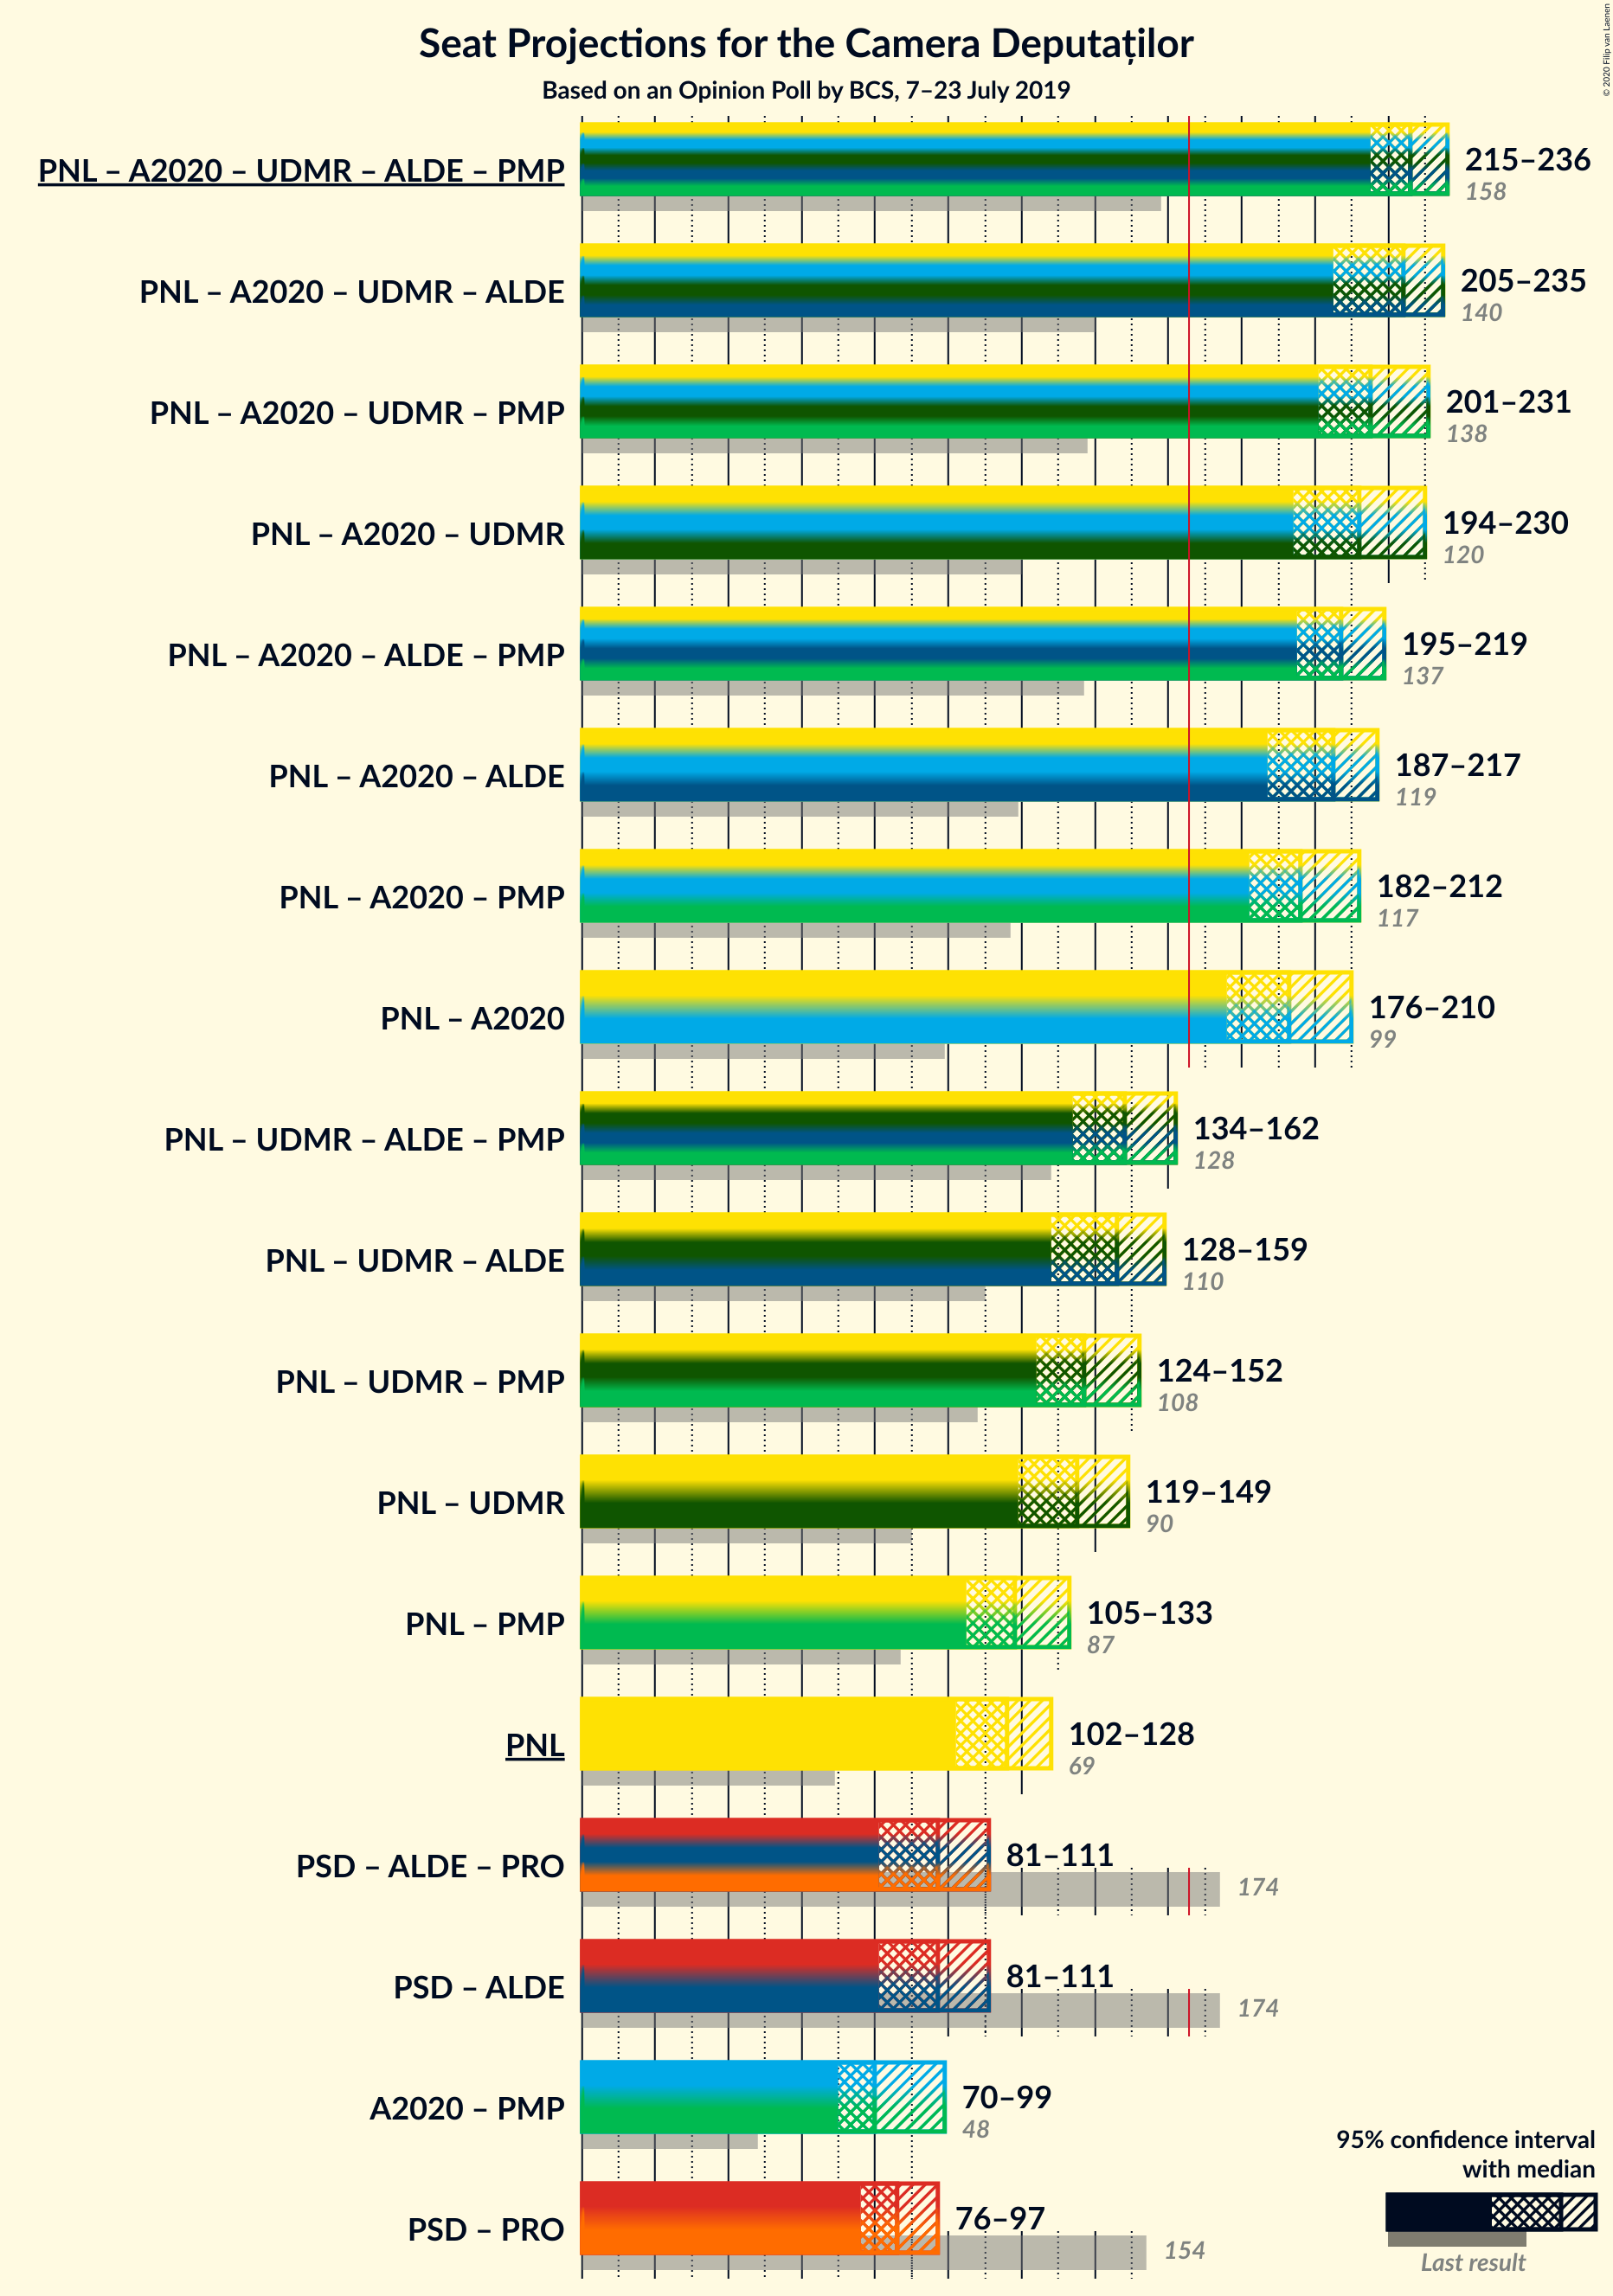 Seat Projections for the Camera Deputaților
Based on an Opinion Poll by BCS, 7–23 July 2019
© 2020 Filip van Laenen
PNL – A2020 – UDMR – ALDE – PMP
215–236
158
PNL – A2020 – UDMR – ALDE
205–235
140
PNL – A2020 – UDMR – PMP
201–231
138
PNL – A2020 – UDMR
194–230
120
PNL – A2020 – ALDE – PMP
195–219
137
PNL – A2020 – ALDE
187–217
119
PNL – A2020 – PMP
182–212
117
PNL – A2020
176–210
99
PNL – UDMR – ALDE – PMP
134–162
128
PNL – UDMR – ALDE
128–159
110
PNL – UDMR – PMP
124–152
108
PNL – UDMR
119–149
90
PNL – PMP
105–133
87
PNL
102–128
69
PSD – ALDE – PRO
81–111
174
PSD – ALDE
81–111
174
A2020 – PMP
70–99
48
PSD – PRO
76–97
154
95% confidence interval
with median
Last result